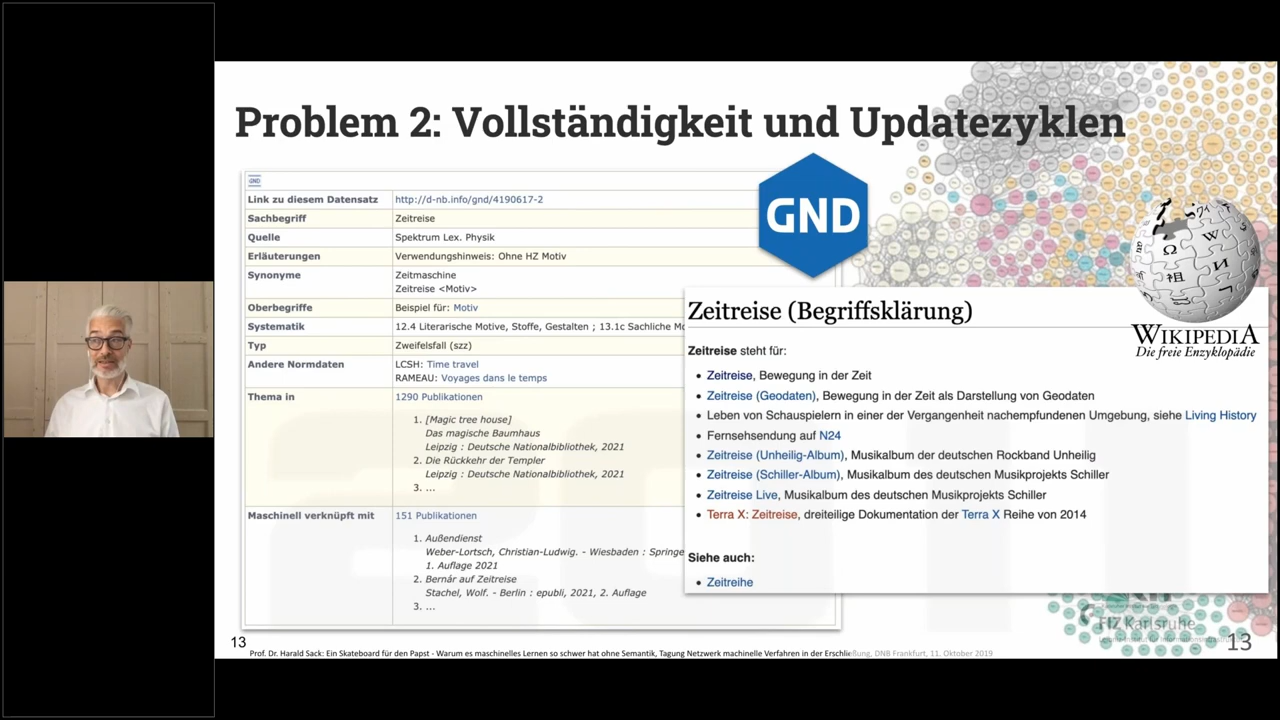 Problem 2: Vollständigkeit und Updatezyklen
GND
Link zu diesem Datensatz http://d-nb.info/gnd/4190617-2
Sachbegriff Zeitreise
Quelle Spektrum Lex. Physik
Erläuterungen Verwendungshinweis: Ohne HZ Motiv
Synonyme Zeitmaschine
Zeitreise <Motiv>
Oberbegriffe Beispiel für: Motiv
Systematik 12.4 Literarische Motive, Stoffe, Gestalten ; 13.1c Sachliche Mo
Typ Zweifelsfall (szz)
Andere Normdaten LCSH: Time travel
RAMEAU: Voyages dans le temps
Thema in 1290 Publikationen
1. [Magic tree house]
Das magische Baumhaus
Leipzig : Deutsche Nationalbibliothek, 2021
2. Die Rückkehr der Templer
Leipzig : Deutsche Nationalbibliothek, 2021
3. ...
Maschinell verknüpft mit 151 Publikationen
1. Außendienst
Weber-Lortsch, Christian-Ludwig. - Wiesbaden : Springe
1. Auflage 2021
2. Bernár auf Zeitreise
Stachel, Wolf. - Berlin : epubli, 2021, 2. Auflage
3. ...
GND
WIKIPEDIA
Die freie Enzyklopädie
Zeitreise (Begriffsklärung)
Zeitreise steht für:
• Zeitreise, Bewegung in der Zeit
• Zeitreise (Geodaten), Bewegung in der Zeit als Darstellung von Geodaten
• Leben von Schauspielern in einer der Vergangenheit nachempfundenen Umgebung, siehe Living History
• Fernsehsendung auf N24
• Zeitreise (Unheilig-Album), Musikalbum der deutschen Rockband Unheilig
• Zeitreise (Schiller-Album), Musikalbum des deutschen Musikprojekts Schiller
• Zeitreise Live, Musikalbum des deutschen Musikprojekts Schiller
• Terra X: Zeitreise, dreiteilige Dokumentation der Terra X Reihe von 2014
Siehe auch:
• Zeitreihe
FIZ Karlsruhe
13
13
Prof. Dr. Harald Sack: Ein Skateboard für den Papst - Warum es maschinelles Lernen so schwer hat ohne Semantik, Tagung Netzwerk machinelle Verfahren in der Erschließung, DNB Frankfurt, 11. Oktober 2019